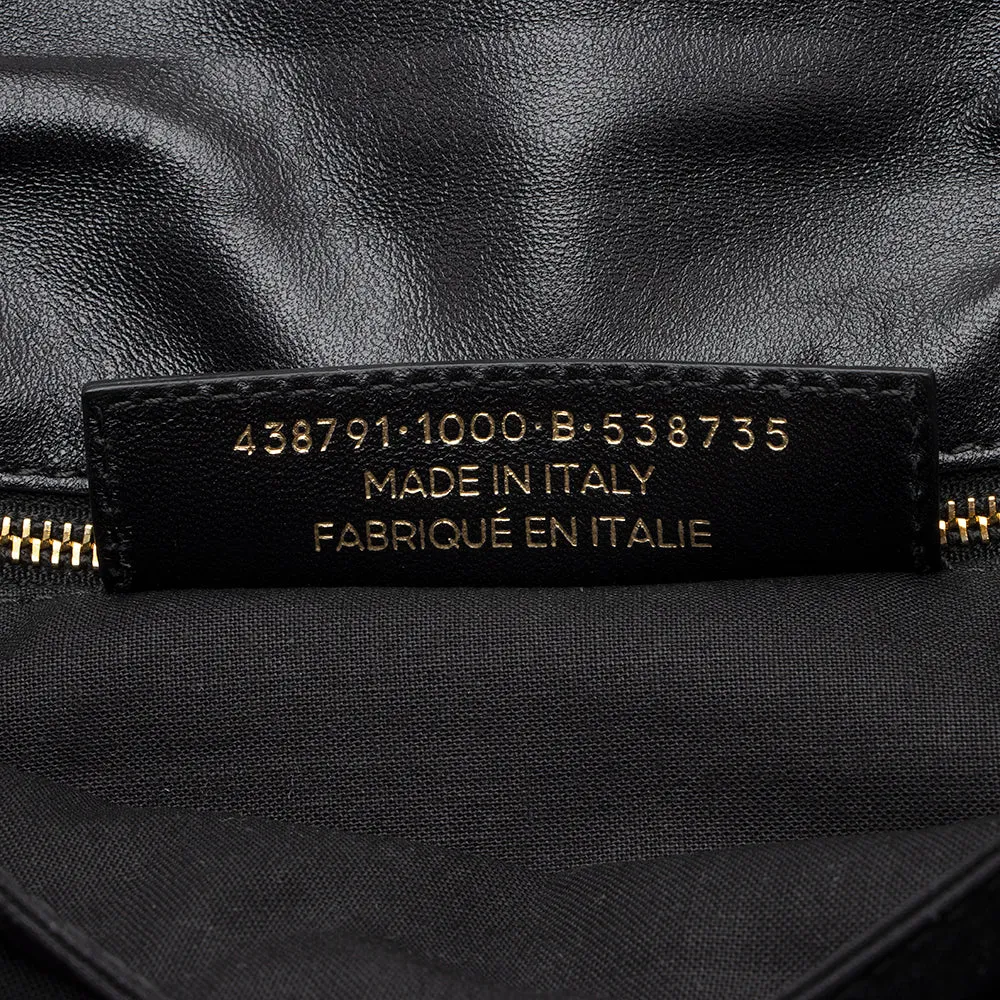 438791·1000·B·538735
MADE IN ITALY
FABRIQUÉ EN ITALIE